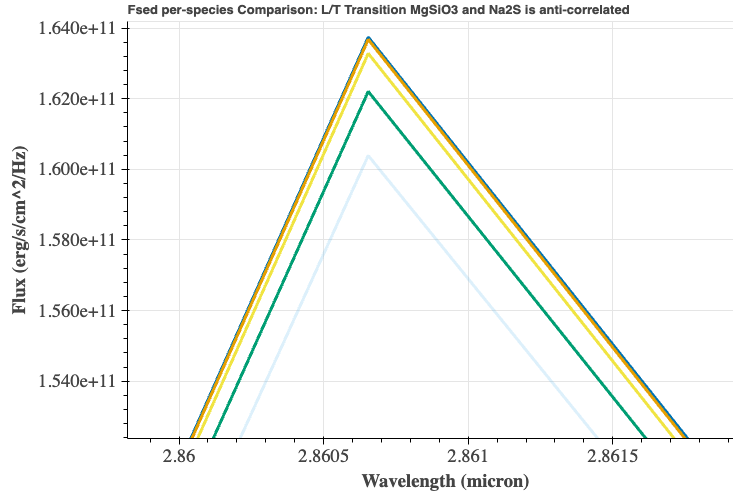 Fsed per-species Comparison: L/T Transition MgSiO3 and Na2S is anti-correlated
1.640e+11
1.620e+11
1.600e+11
1.580e+11
1.560e+11
1.540e+11
Flux (erg/s/cm^2/Hz)
2.86 2.8605 2.861 2.8615
Wavelength (micron)